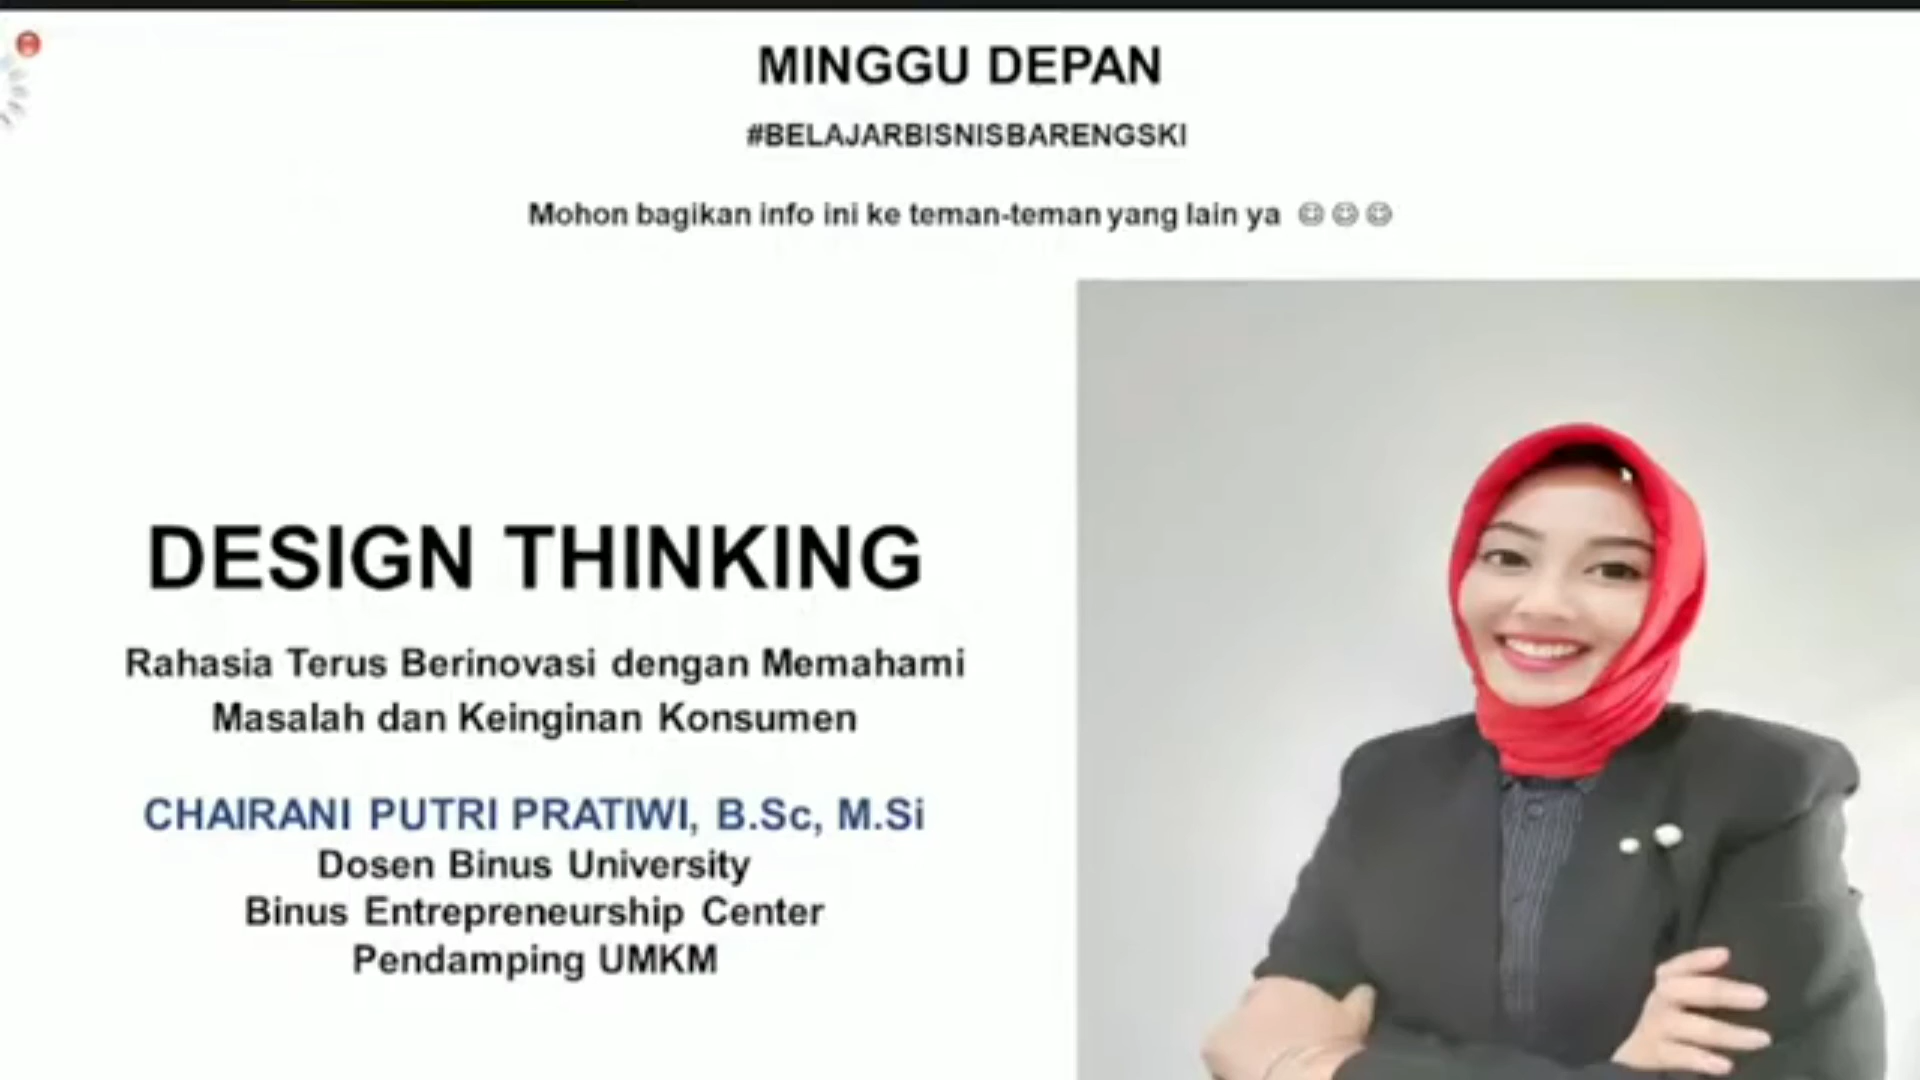 MINGGU DEPAN
#BELAJARBISNISBARENGSKI
Mohon bagikan info ini ke teman-teman yang lain ya ☺☺☺
DESIGN THINKING
Rahasia Terus Berinovasi dengan Memahami
Masalah dan Keinginan Konsumen
CHAIRANI PUTRI PRATIWI, B.Sc, M.Si
Dosen Binus University
Binus Entrepreneurship Center
Pendamping UMKM